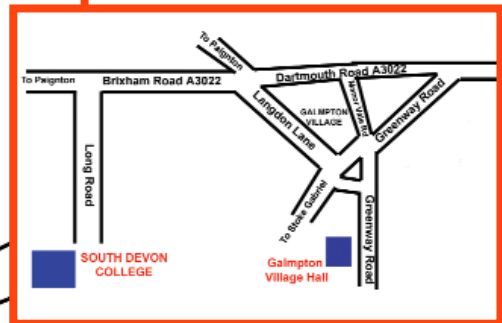 To Paignton
To Paignton
Brixham Road A3022
Dartmouth Road A3022
Langdon Lane
GALMPTON
VILLAGE
Manor Vale Rd
Greenway Road
Long Road
To Stoke Gabriel
Greenway Road
SOUTH DEVON
COLLEGE
Galmpton
Village Hall